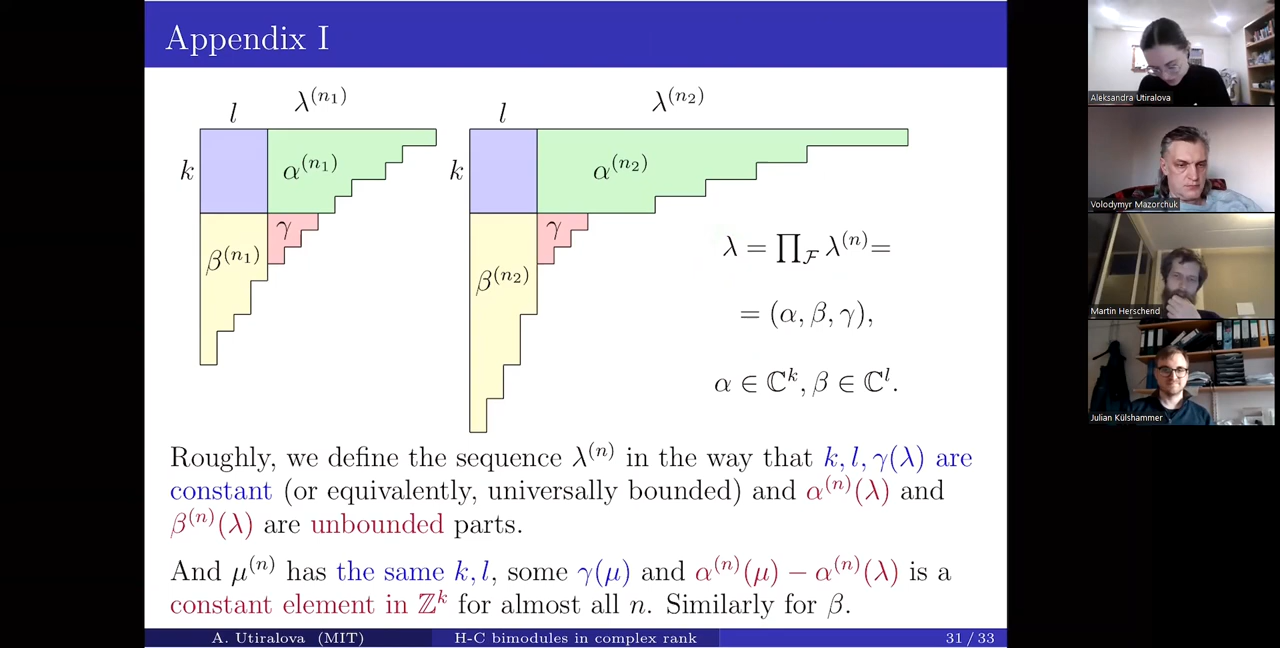 Appendix I
l λ^(n₁)
k α^(n₁)
β^(n₁) γ
l λ^(n₂)
k α^(n₂)
β^(n₂) γ
λ = ∏_ℱ λ^(n) =
= (α, β, γ),
α ∈ ℂ^k, β ∈ ℂ^l.
Roughly, we define the sequence λ^(n) in the way that k, l, γ(λ) are
constant (or equivalently, universally bounded) and α^(n)(λ) and
β^(n)(λ) are unbounded parts.
And μ^(n) has the same k, l, some γ(μ) and α^(n)(μ) − α^(n)(λ) is a
constant element in ℤ^k for almost all n. Similarly for β.
A. Utiralova (MIT) H-C bimodules in complex rank 31 / 33
Aleksandra Utiralova
Volodymyr Mazorchuk
Martin Herschend
Julian Külshammer